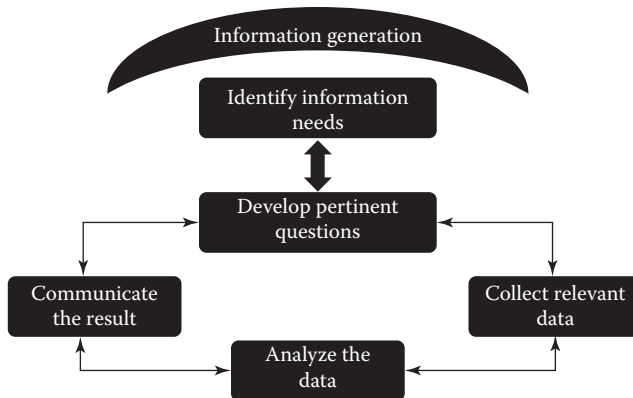 Information generation
Identify information
needs
Develop pertinent
questions
Communicate
the result
Collect relevant
data
Analyze the
data